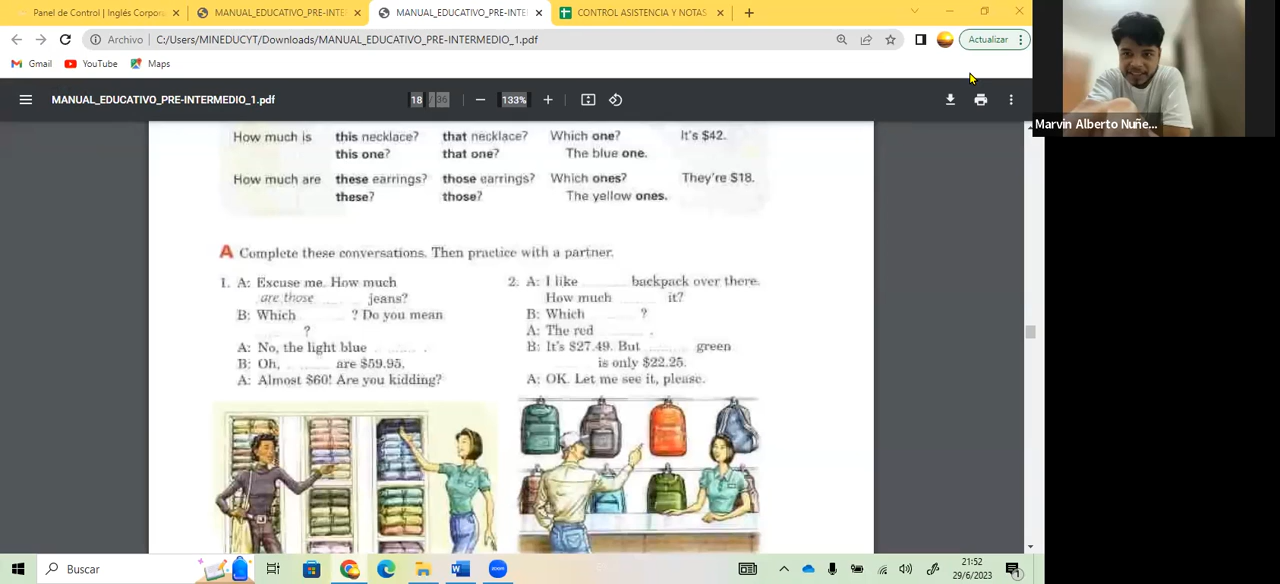 Panel de Control | Inglés Corpora
MANUAL_EDUCATIVO_PRE-INTERME
MANUAL_EDUCATIVO_PRE-INTERME
CONTROL ASISTENCIA Y NOTAS
Archivo
C:/Users/MINEDUCYT/Downloads/MANUAL_EDUCATIVO_PRE-INTERMEDIO_1.pdf
Actualizar
Gmail
YouTube
Maps
MANUAL_EDUCATIVO_PRE-INTERMEDIO_1.pdf
18 / 36
133%
Marvin Alberto Nuñe...
How much is this necklace? that necklace? Which one? It's $42.
this one? that one? The blue one.
How much are these earrings? those earrings? Which ones? They're $18.
these? those? The yellow ones.
A Complete these conversations. Then practice with a partner.
1. A: Excuse me. How much
are those jeans?
B: Which ? Do you mean
?
A: No, the light blue .
B: Oh, are $59.95.
A: Almost $60! Are you kidding?
2. A: I like backpack over there.
How much it?
B: Which ?
A: The red .
B: It's $27.49. But green
is only $22.25.
A: OK. Let me see it, please.
Buscar
zoom
21:52
29/6/2023